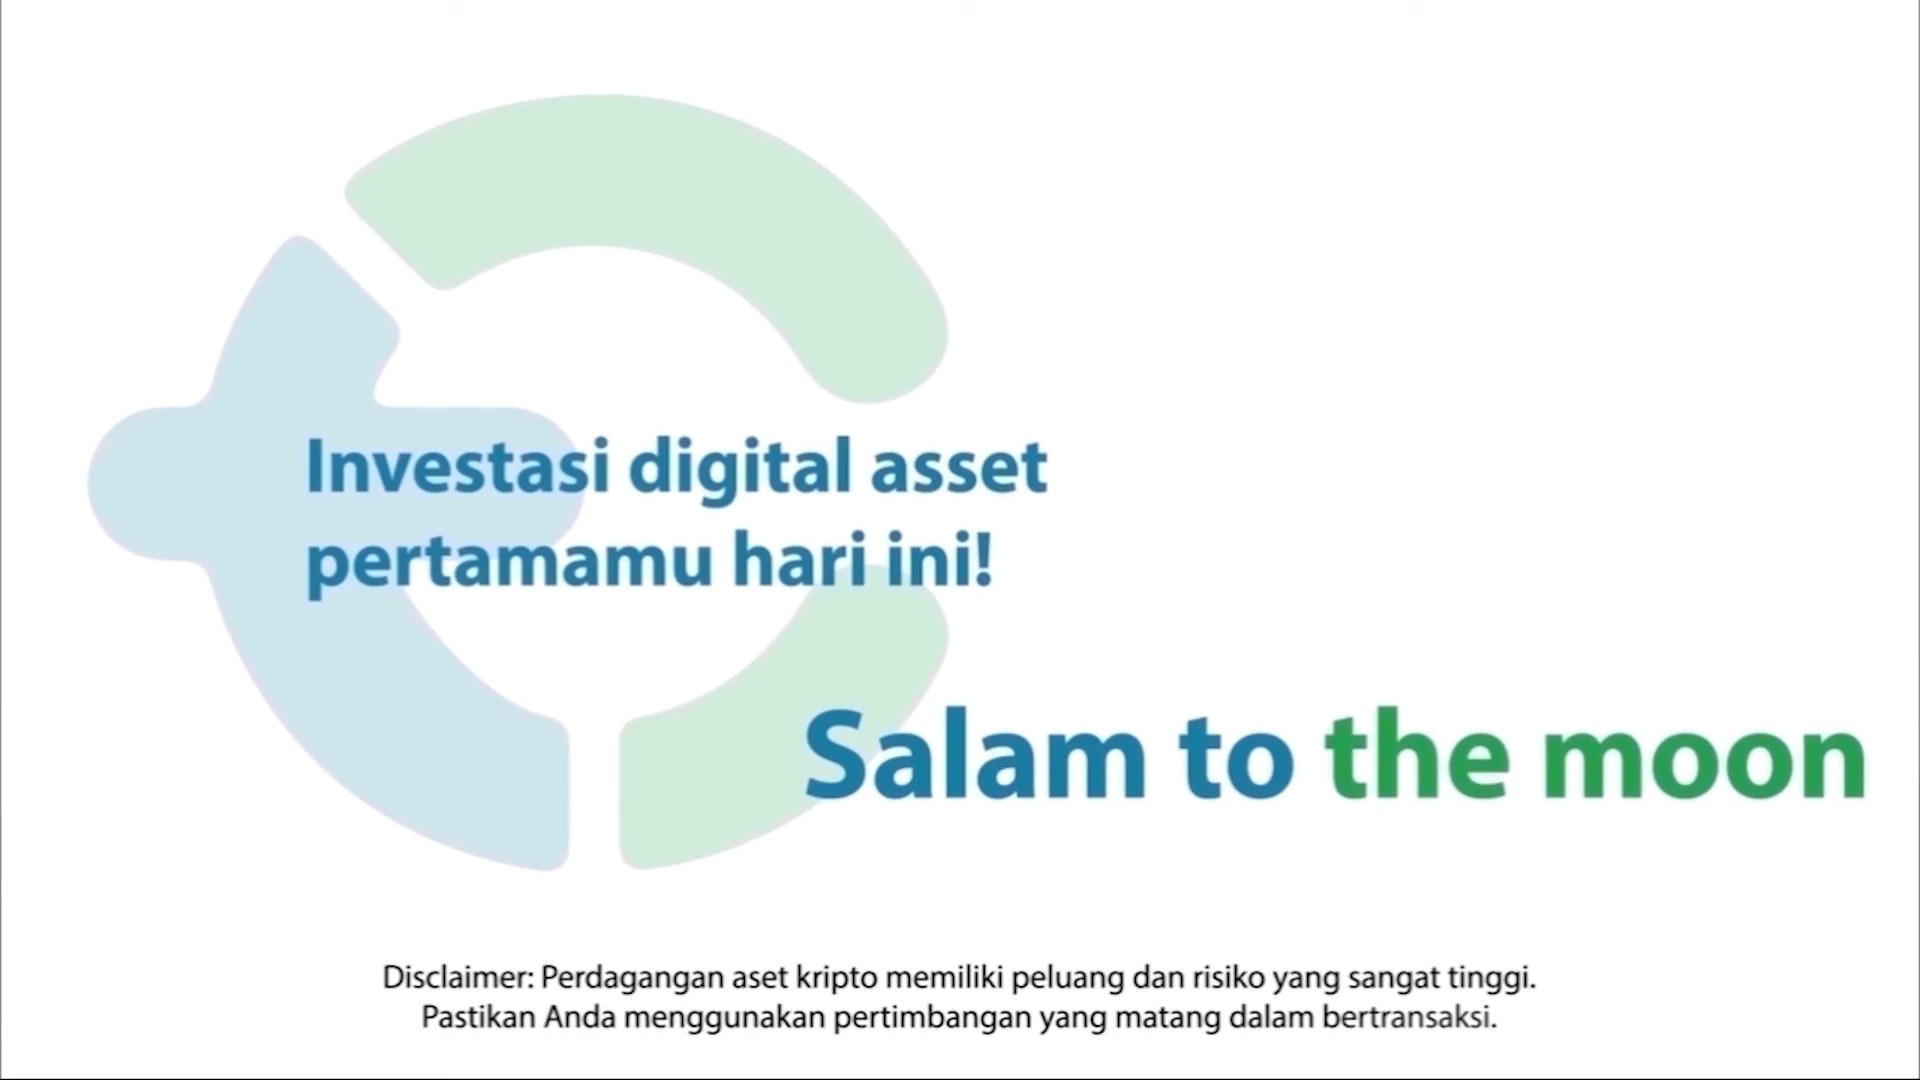 Investasi digital asset
pertamamu hari ini!
Salam to the moon
Disclaimer: Perdagangan aset kripto memiliki peluang dan risiko yang sangat tinggi.
Pastikan Anda menggunakan pertimbangan yang matang dalam bertransaksi.